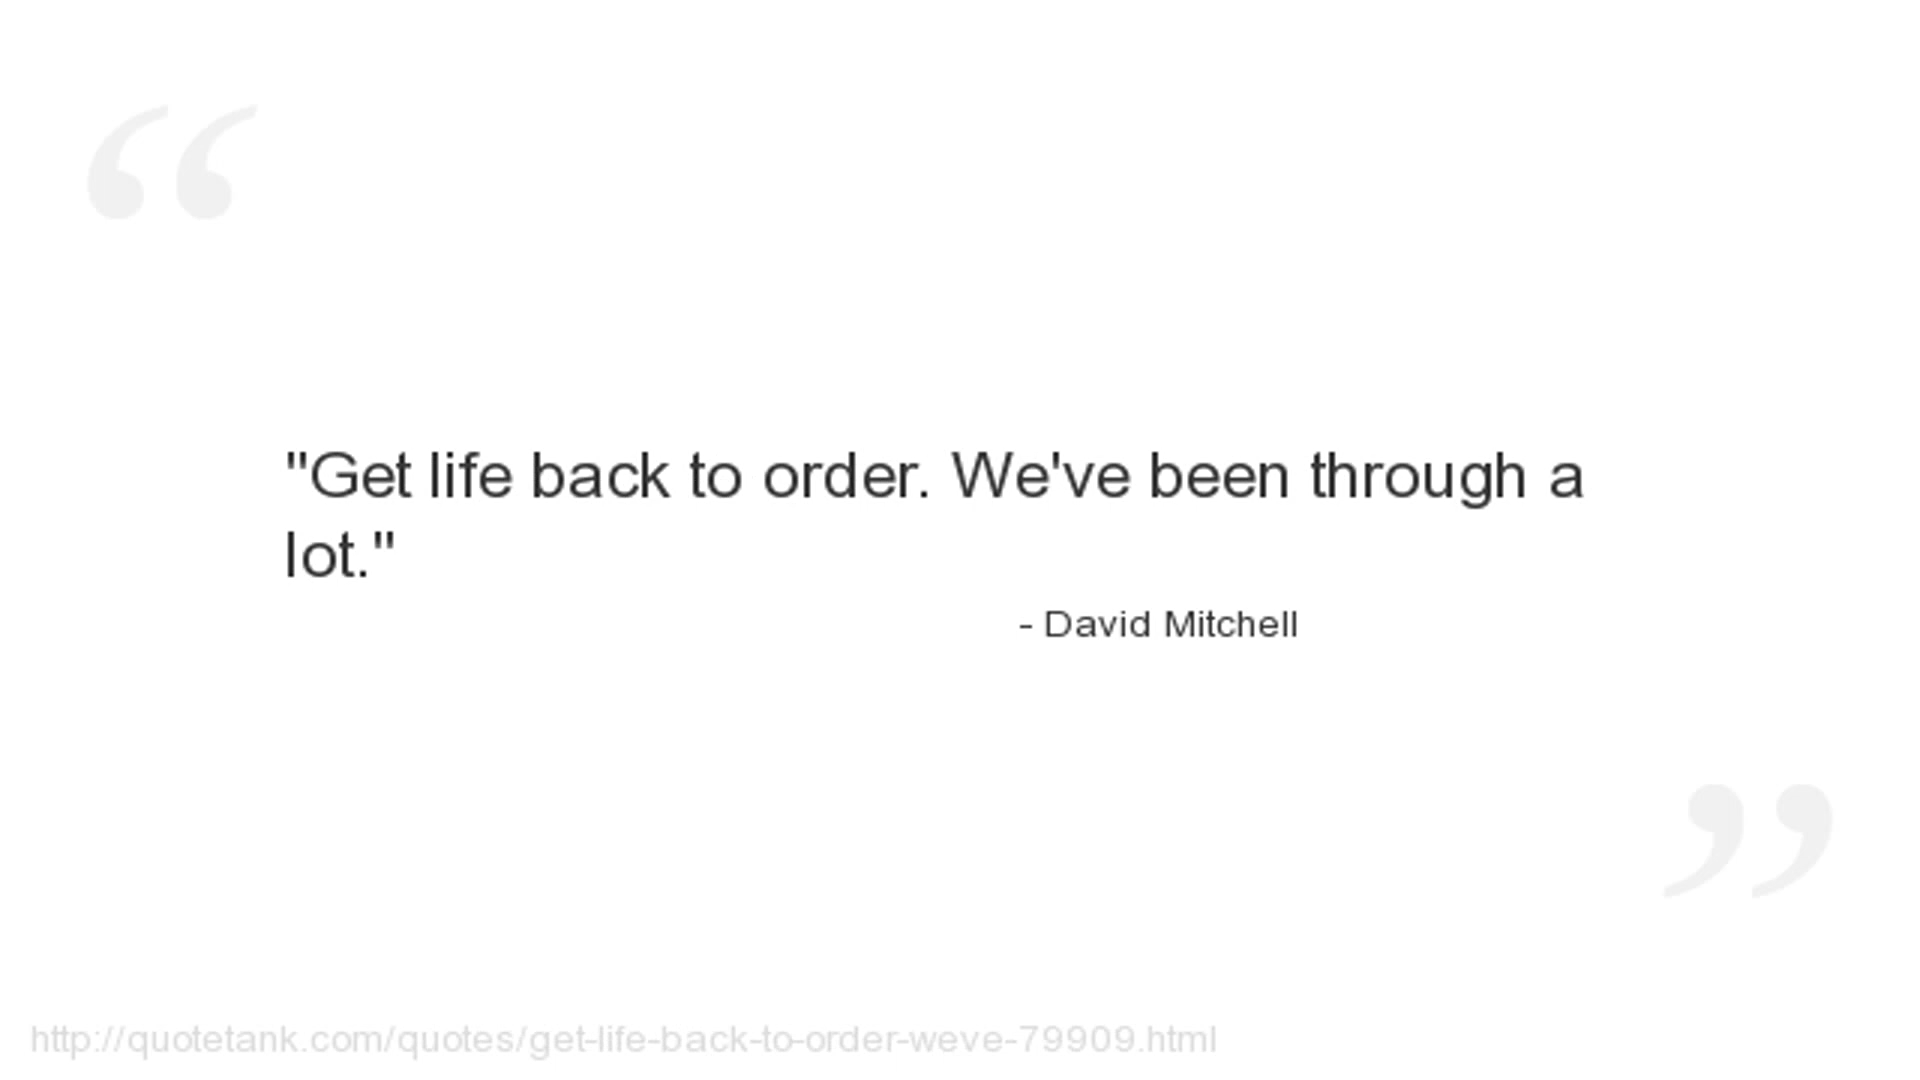 "Get life back to order. We've been through a
lot."
- David Mitchell
http://quotetank.com/quotes/get-life-back-to-order-weve-79909.html